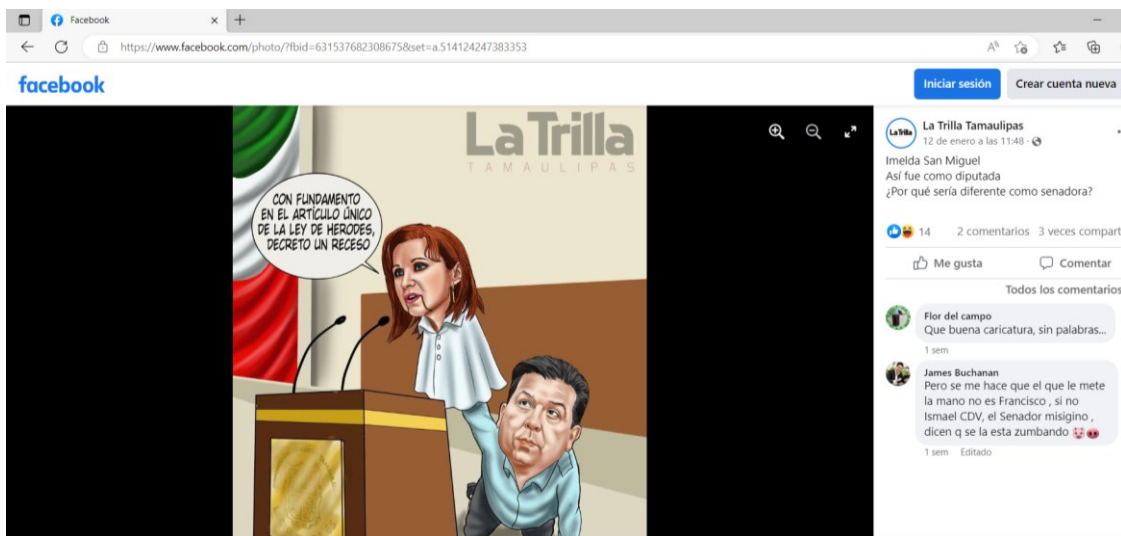 Facebook
https://www.facebook.com/photo/?fbid=631537682308675&set=a.514124247383353
facebook
Iniciar sesión
Crear cuenta nueva
La Trilla
TAMAULIPAS
CON FUNDAMENTO
EN EL ARTÍCULO ÚNICO
DE LA LEY DE HERODES,
DECRETO UN RECESO
La Trilla
La Trilla Tamaulipas
12 de enero a las 11:48 ·
Imelda San Miguel
Así fue como diputada
¿Por qué sería diferente como senadora?
14
2 comentarios 3 veces compart
Me gusta
Comentar
Todos los comentarios
Flor del campo
Que buena caricatura, sin palabras...
1 sem
James Buchanan
Pero se me hace que el que le mete
la mano no es Francisco , si no
Ismael CDV, el Senador misigino ,
dicen q se la esta zumbando
1 sem Editado